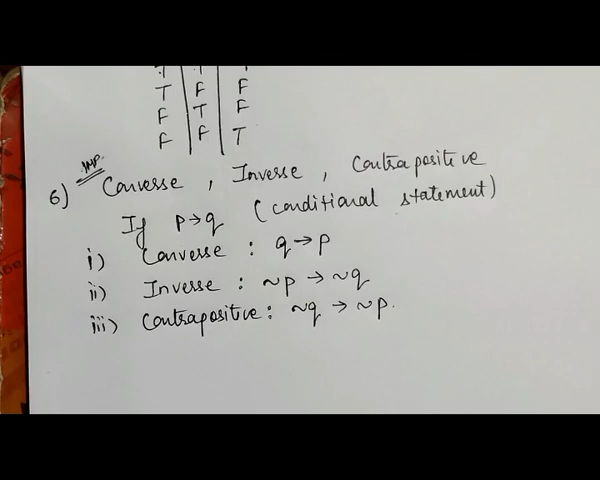 T F F
F T F
F F T
IMP.
6) Converse , Inverse , Contrapositive
If p→q (conditional statement)
i) Converse : q→p
ii) Inverse : ~p → ~q
iii) Contrapositive : ~q → ~p.